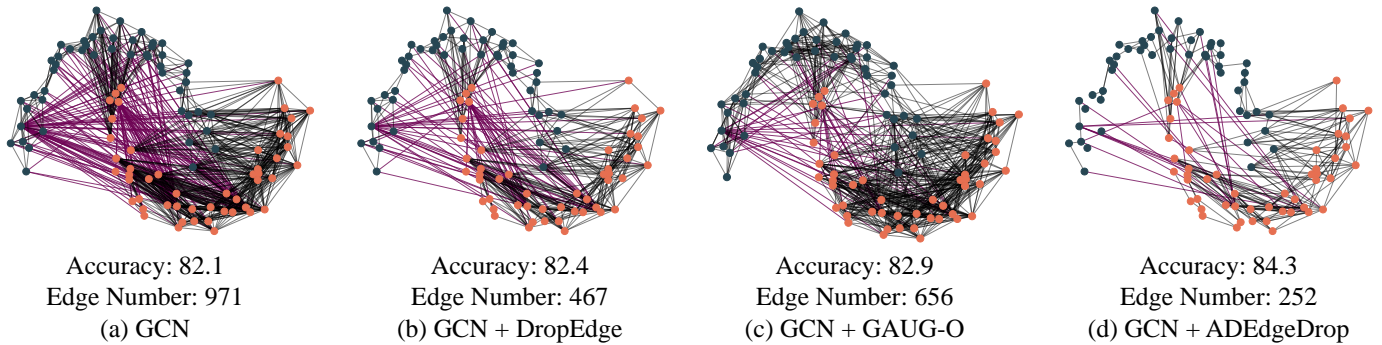 Accuracy: 82.1
Edge Number: 971
(a) GCN
Accuracy: 82.4
Edge Number: 467
(b) GCN + DropEdge
Accuracy: 82.9
Edge Number: 656
(c) GCN + GAUG-O
Accuracy: 84.3
Edge Number: 252
(d) GCN + ADEdgeDrop